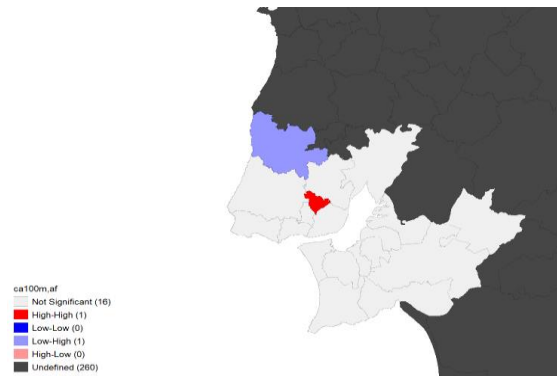 ca100m,af
Not Significant (16)
High-High (1)
Low-Low (0)
Low-High (1)
High-Low (0)
Undefined (260)